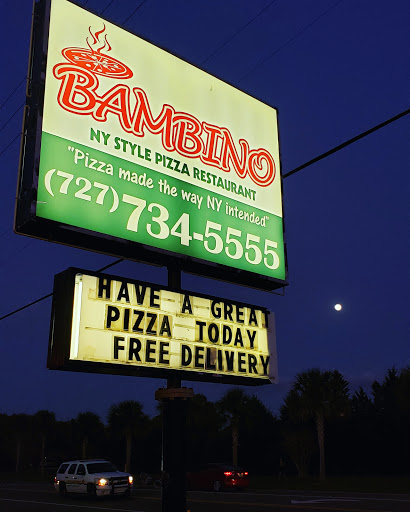 BAMBINO
NY STYLE PIZZA RESTAURANT
"Pizza made the way NY intended"
(727)734-5555
HAVE A GREAT
PIZZA TODAY
FREE DELIVERY